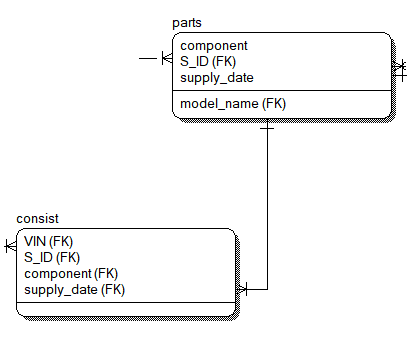 parts
component
S_ID (FK)
supply_date
model_name (FK)
consist
VIN (FK)
S_ID (FK)
component (FK)
supply_date (FK)